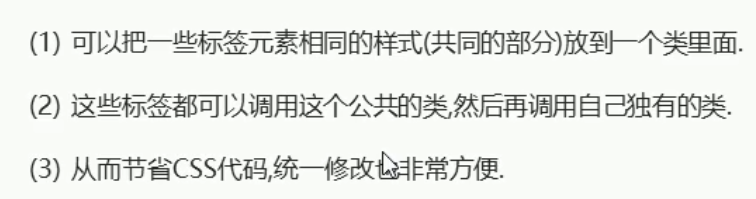 (1) 可以把一些标签元素相同的样式(共同的部分)放到一个类里面.
(2) 这些标签都可以调用这个公共的类,然后再调用自己独有的类.
(3) 从而节省CSS代码,统一修改也非常方便.